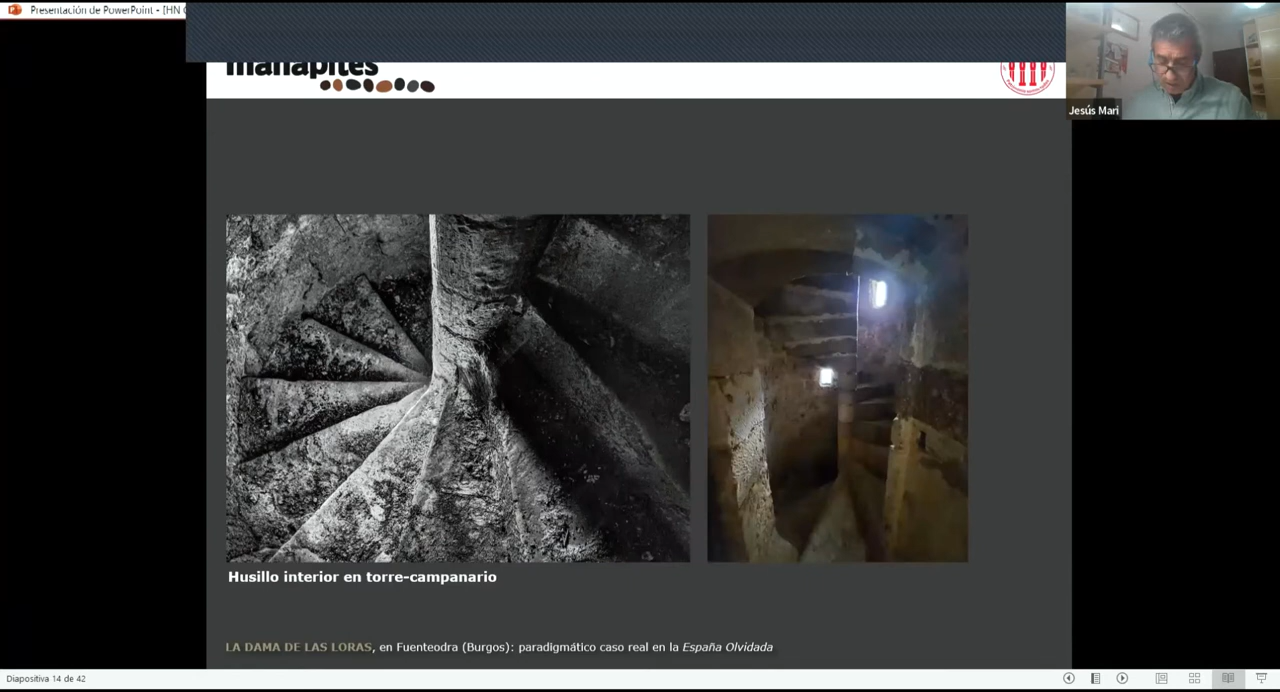 Presentación de PowerPoint - [HN
manapites
Jesús Mari
Husillo interior en torre-campanario
LA DAMA DE LAS LORAS, en Fuenteodra (Burgos): paradigmático caso real en la España Olvidada
Diapositiva 14 de 42